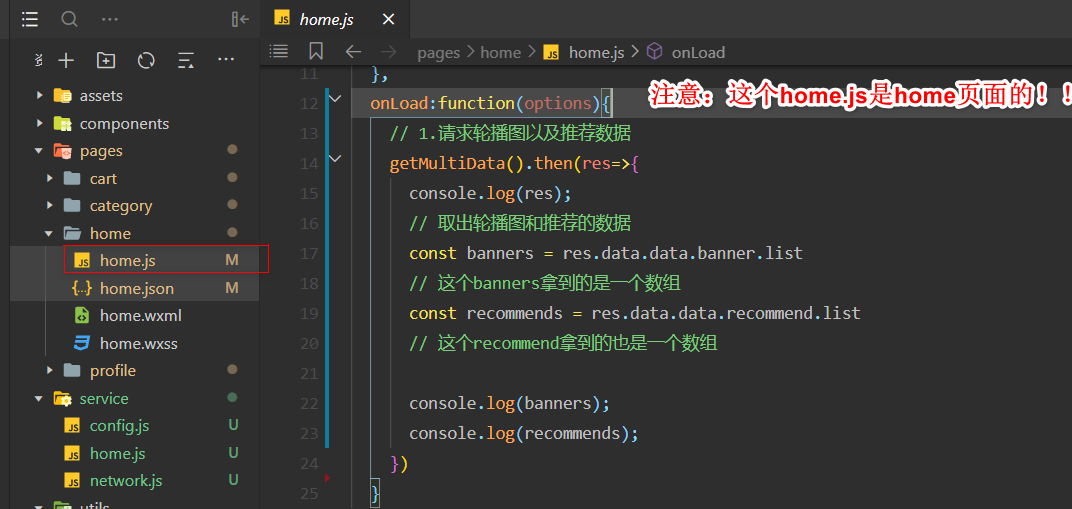 home.js
资
pages > home > home.js > onLoad
assets
components
pages
cart
category
home
home.js M
home.json M
home.wxml
home.wxss
profile
service
config.js U
home.js U
network.js U
utils
注意：这个home.js是home页面的！！
11 },
12 onLoad:function(options){
13 // 1.请求轮播图以及推荐数据
14 getMultiData().then(res=>{
15 console.log(res);
16 // 取出轮播图和推荐的数据
17 const banners = res.data.data.banner.list
18 // 这个banners拿到的是一个数组
19 const recommends = res.data.data.recommend.list
20 // 这个recommend拿到的也是一个数组
21
22 console.log(banners);
23 console.log(recommends);
24 })
25 }